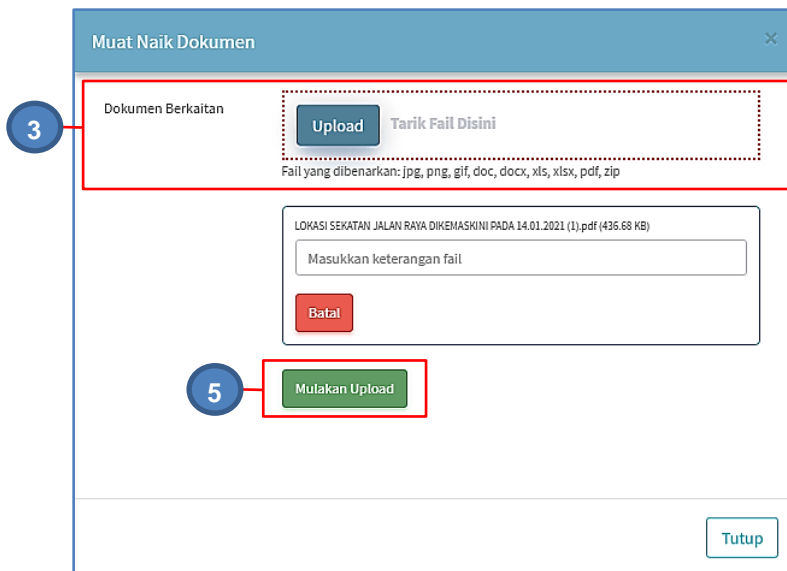 Muat Naik Dokumen
×
3
Dokumen Berkaitan
Upload
Tarik Fail Disini
Fail yang dibenarkan: jpg, png, gif, doc, docx, xls, xlsx, pdf, zip
LOKASI SEKATAN JALAN RAYA DIKEMASKINI PADA 14.01.2021 (1).pdf (436.68 KB)
Masukkan keterangan fail
Batal
5
Mulakan Upload
Tutup